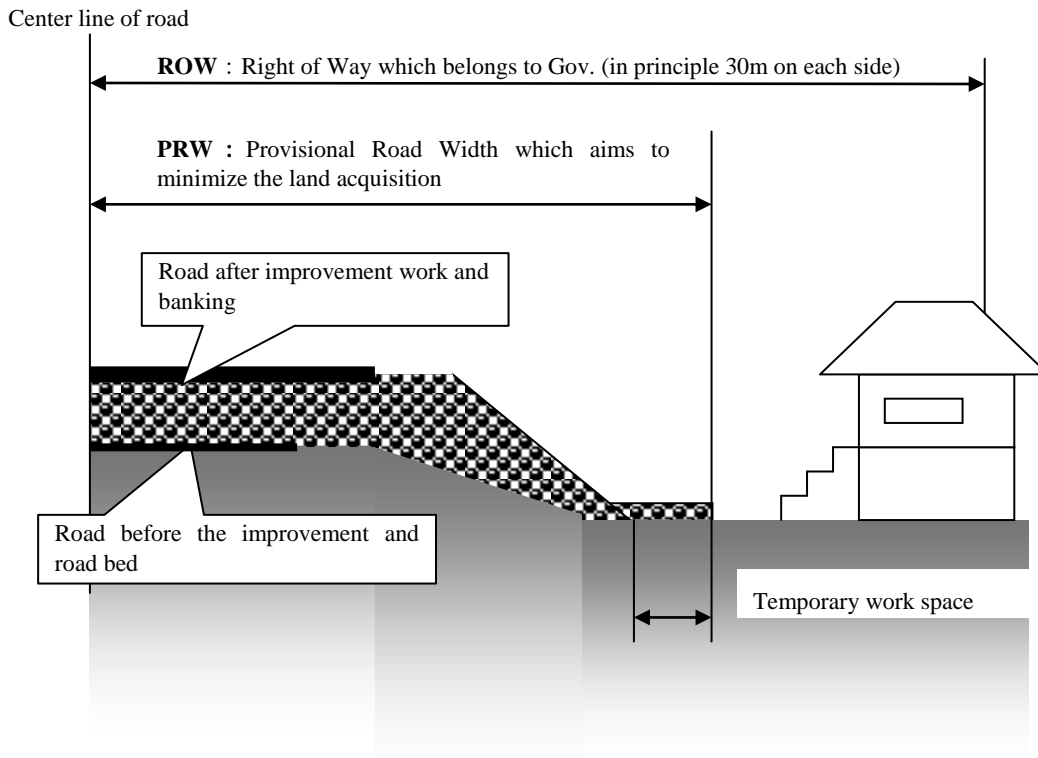 Center line of road
ROW : Right of Way which belongs to Gov. (in principle 30m on each side)
PRW : Provisional Road Width which aims to
minimize the land acquisition
Road after improvement work and
banking
Road before the improvement and
road bed
Temporary work space